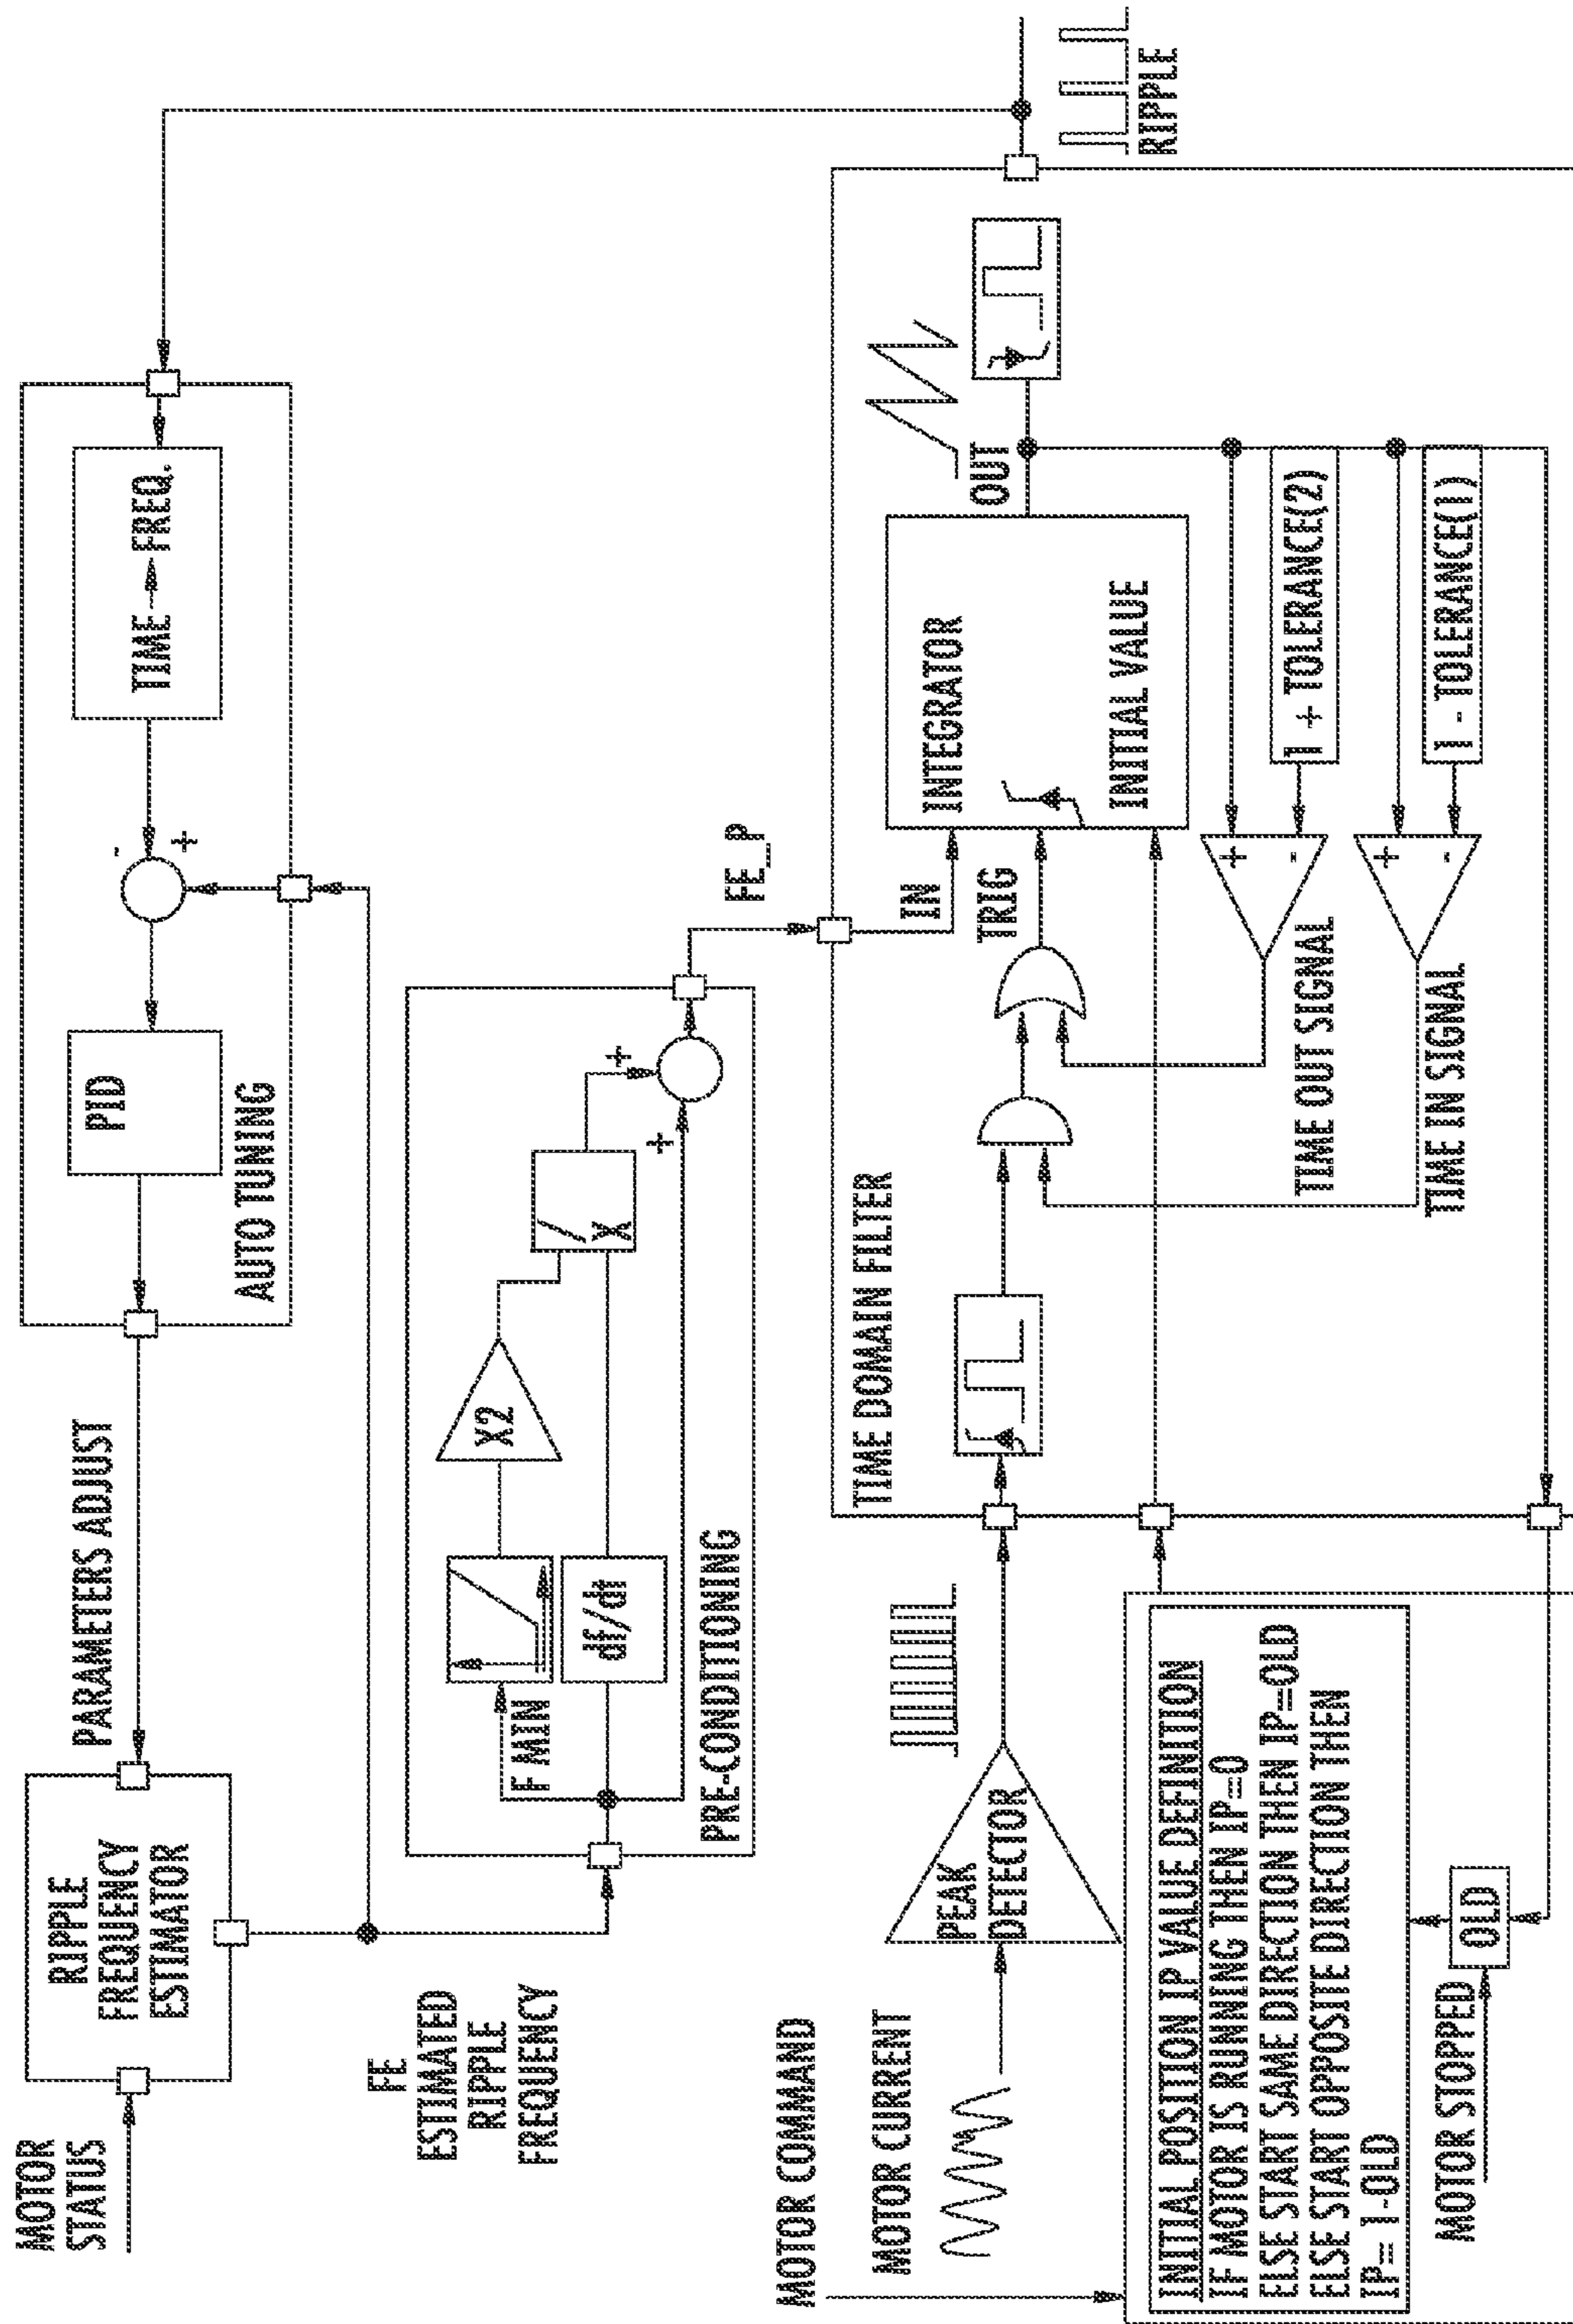 MOTOR
STATUS
RIPPLE
FREQUENCY
ESTIMATOR
PARAMETERS ADJUST
PID
-
+
TIME
FREQ.
AUTO TUNING
FE
ESTIMATED
RIPPLE
FREQUENCY
F MIN
df/dt
X2
/
X
+
+
PRE-CONDITIONING
FE_P
MOTOR COMMAND
MOTOR CURRENT
PEAK
DETECTOR
TIME DOMAIN FILTER
IN
TRIG
INTEGRATOR
INITIAL VALUE
OUT
RIPPLE
INITIAL POSITION IP VALUE DEFINITION
IF MOTOR IS RUNING THEN IP=0
ELSE START SAME DIRECTION THEN IP=OLD
ELSE START OPPOSITE DIRECTION THEN
IP= 1-OLD
MOTOR STOPPED
OLD
+
-
1 + TOLERANCE(2)
TIME OUT SIGNAL
+
-
1 - TOLERANCE(1)
TIME IN SIGNAL